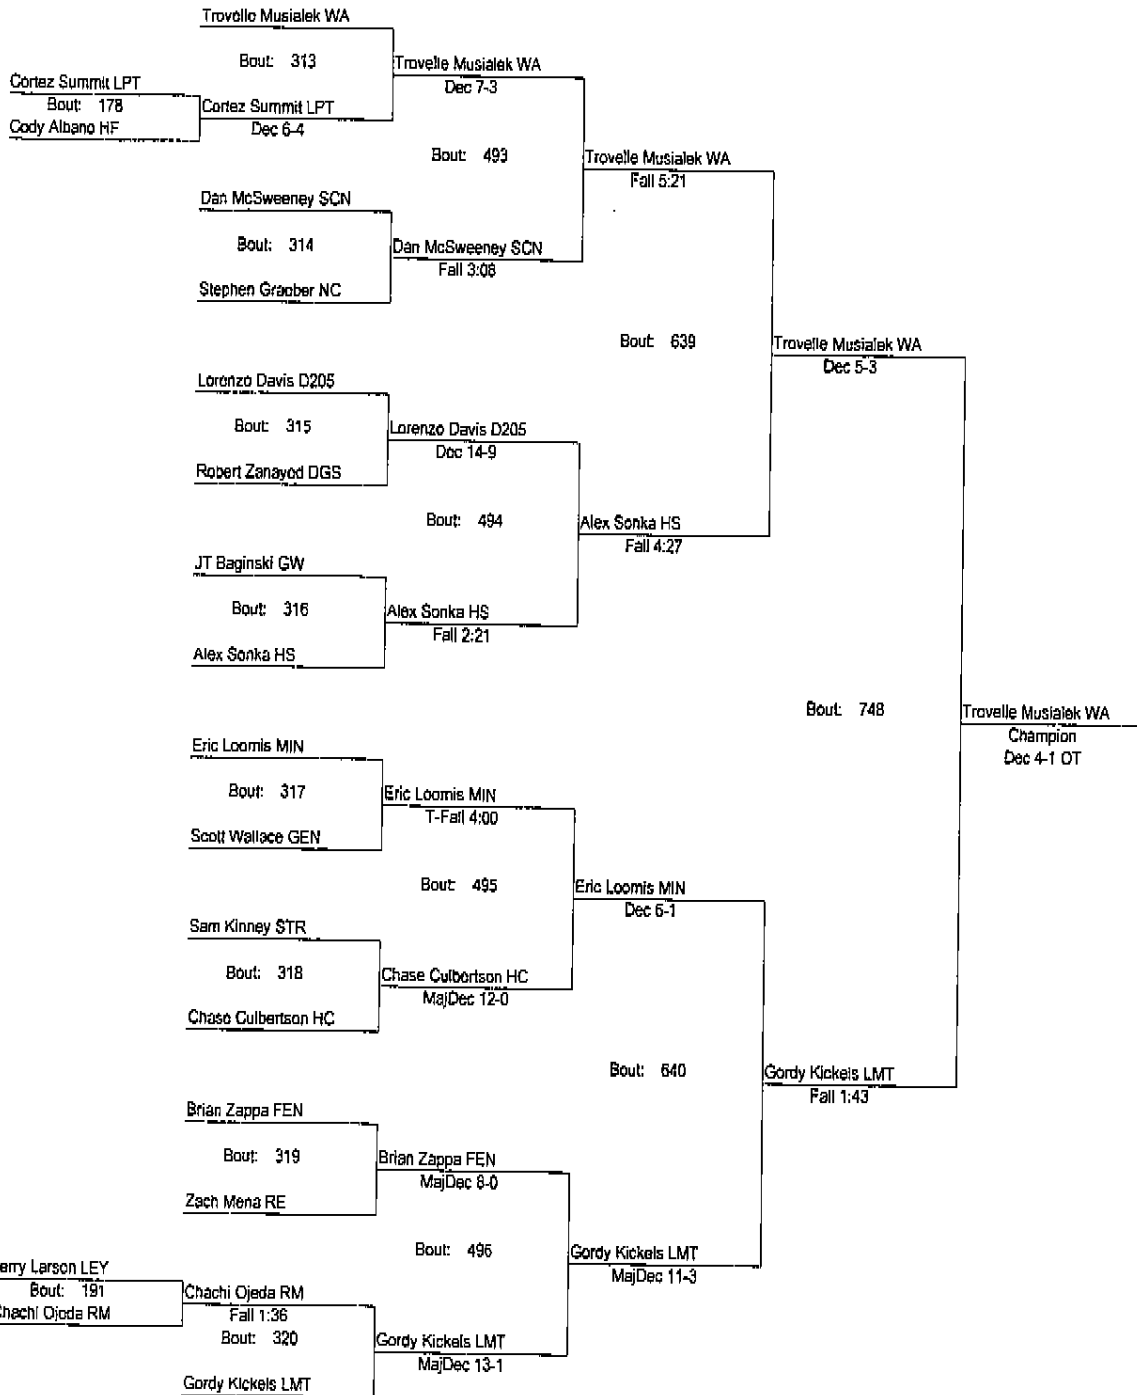 Trovelle Musialek WA
Bout: 313
Trovelle Musialek WA
Dec 7-3
Cortez Summit LPT
Bout: 178
Cody Albano HF
Cortez Summit LPT
Dec 6-4
Bout: 493
Trovelle Musialek WA
Fall 5:21
Dan McSweeney SCN
Bout: 314
Dan McSweeney SCN
Fall 3:08
Stephen Graober NC
Bout: 639
Trovelle Musialek WA
Dec 5-3
Lorenzo Davis D205
Bout: 315
Lorenzo Davis D205
Dec 14-9
Robert Zanayed DGS
Bout: 494
Alex Sonka HS
Fall 4:27
JT Baginski GW
Bout: 316
Alex Sonka HS
Fall 2:21
Alex Sonka HS
Bout: 748
Trovelle Musialek WA
Champion
Dec 4-1 OT
Eric Loomis MIN
Bout: 317
Eric Loomis MIN
T-Fall 4:00
Scott Wallace GEN
Bout: 495
Eric Loomis MIN
Dec 6-1
Sam Kinney STR
Bout: 318
Chase Culbertson HC
MajDec 12-0
Chase Culbertson HC
Bout: 640
Gordy Kickels LMT
Fall 1:43
Brian Zappa FEN
Bout: 319
Brian Zappa FEN
MajDec 8-0
Zach Mena RE
Bout: 496
Gordy Kickels LMT
MajDec 11-3
erry Larson LEY
Bout: 191
Chachi Ojeda RM
Chachi Ojeda RM
Fall 1:36
Bout: 320
Gordy Kickels LMT
MajDec 13-1
Gordy Kickels LMT